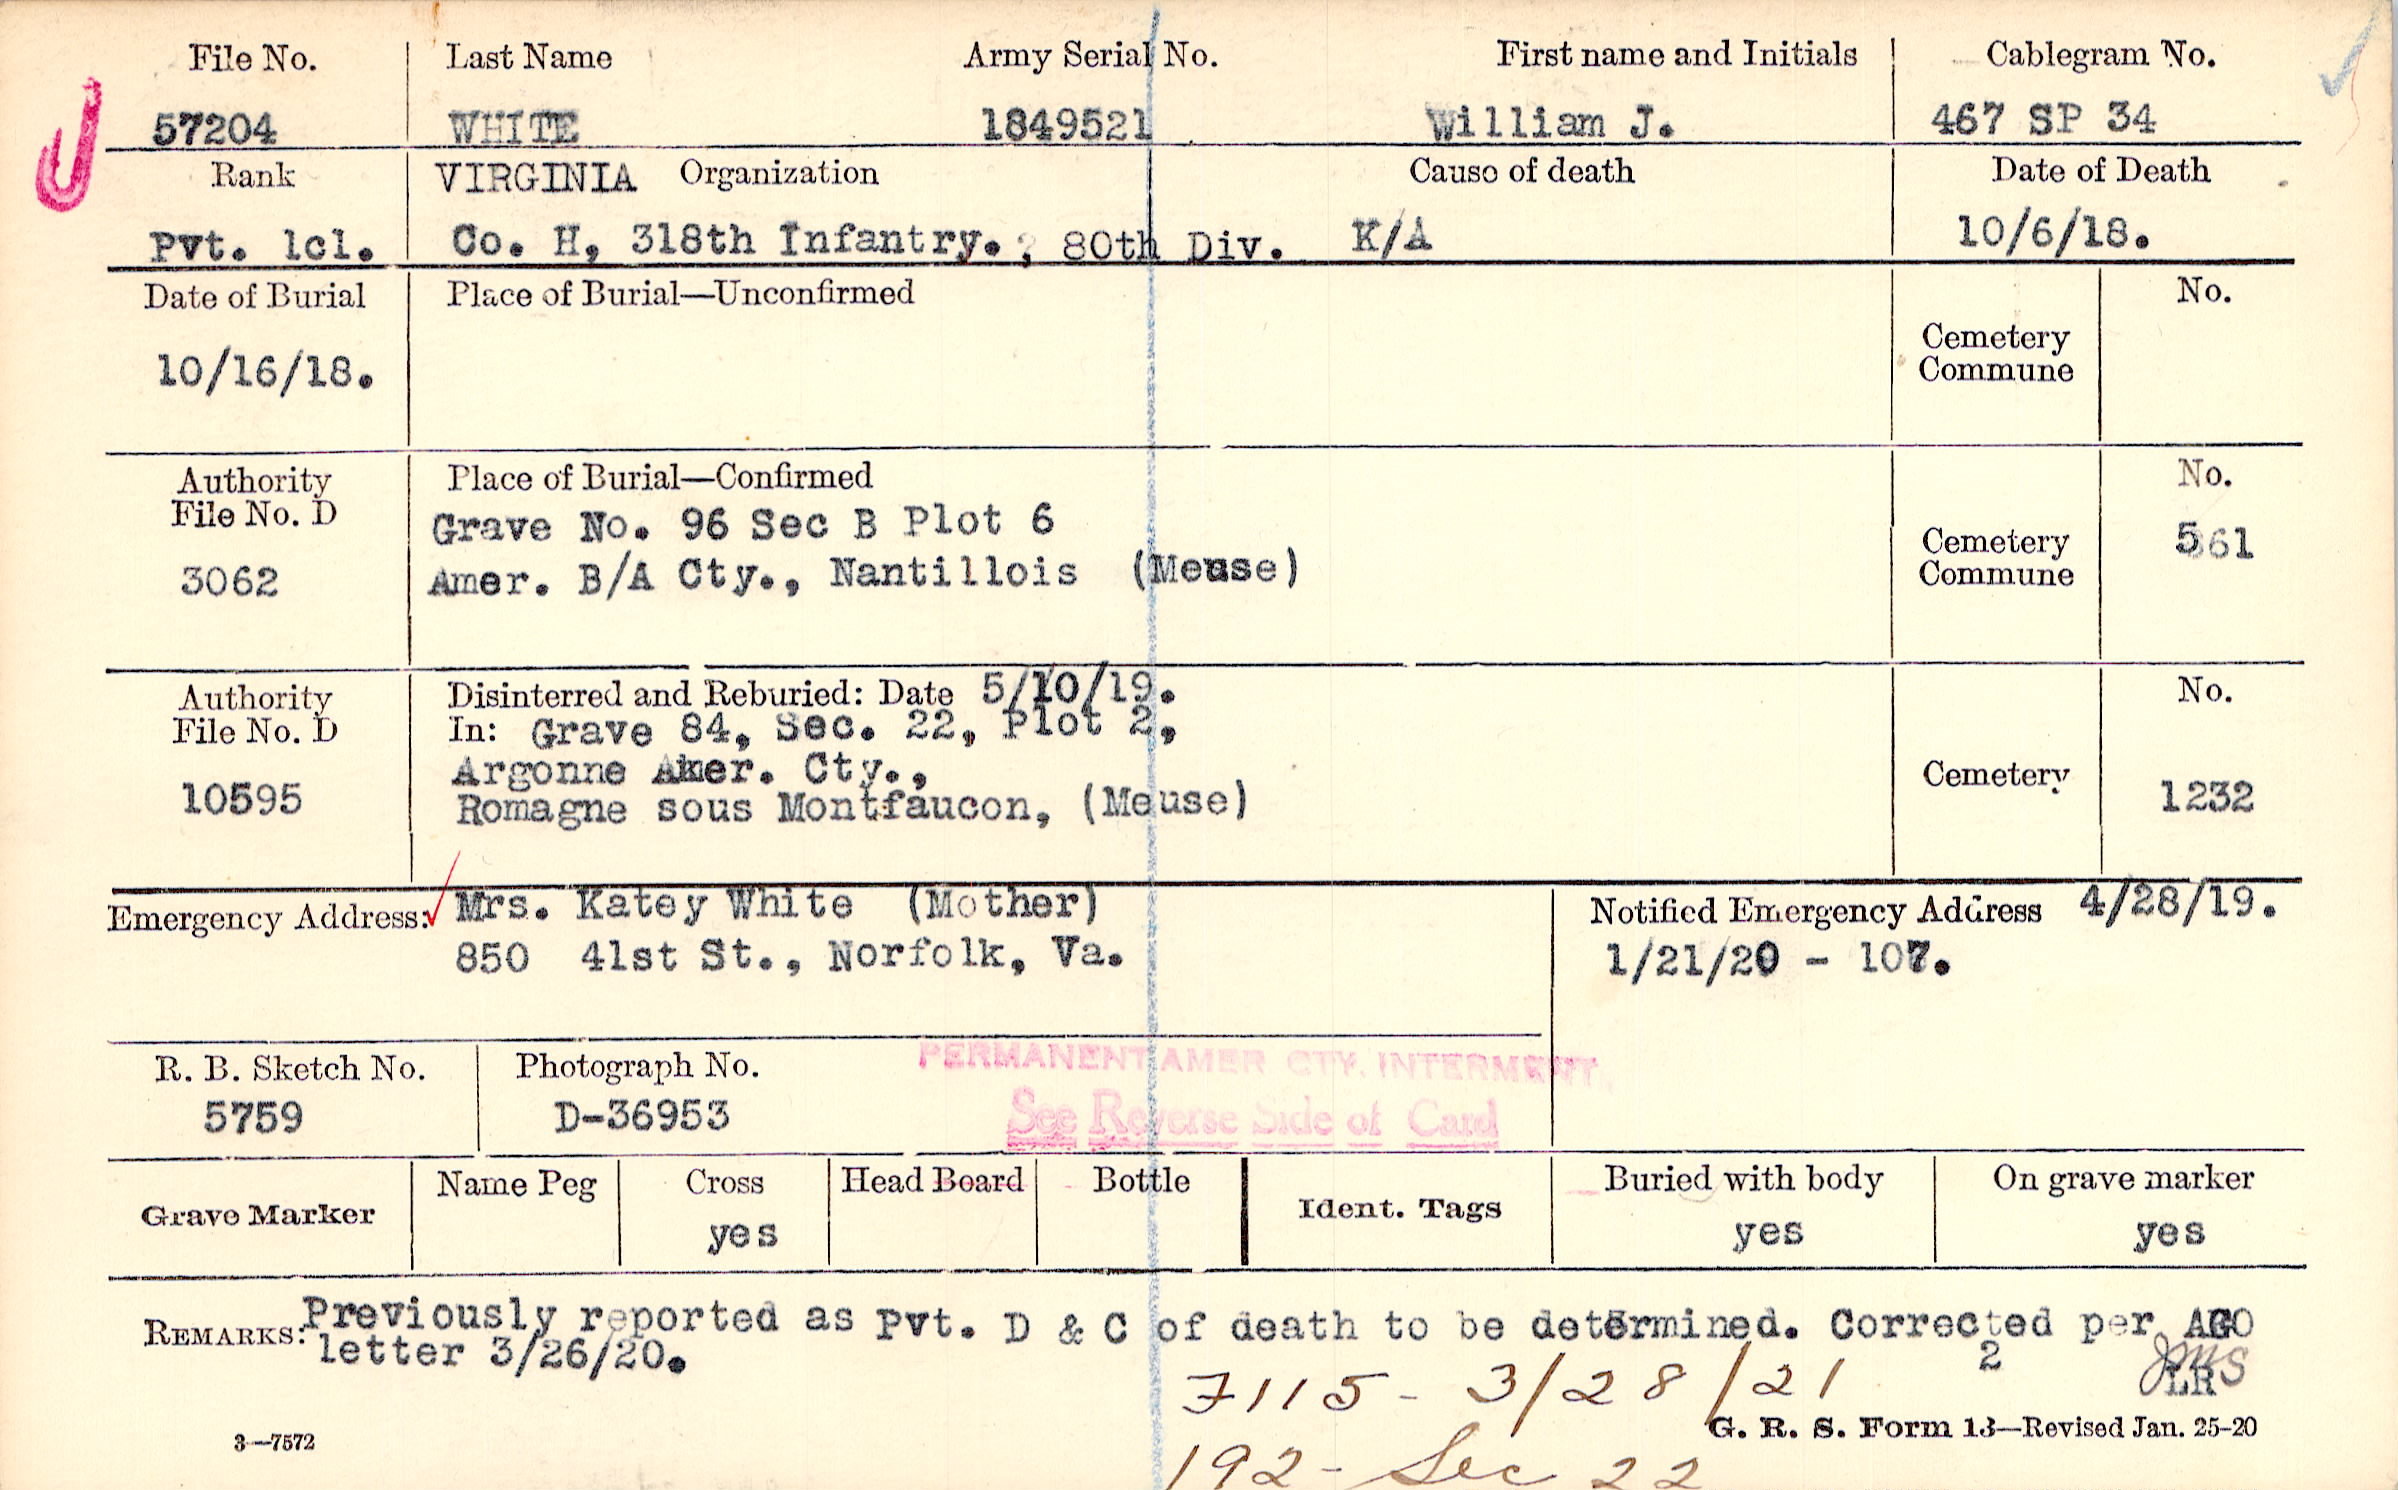 File No. Last Name Army Serial No. First name and Initials Cablegram No.
57204 WHITE 1849521 William J. 467 SP 34
Rank VIRGINIA Organization Cause of death Date of Death
Pvt. 1cl. Co. H, 318th Infantry. 80th Div. K/A 10/6/18.
Date of Burial Place of Burial—Unconfirmed No.
Cemetery
Commune
10/16/18.
Authority Place of Burial—Confirmed No.
File No. D
Grave No. 96 Sec B Plot 6
Cemetery 561
Commune
3062 Amer. B/A Cty., Nantillois (Meuse)
Authority Disinterred and Reburied: Date 5/10/19. No.
File No. D In: Grave 84, Sec. 22, Plot 2,
Argonne Amer. Cty., Cemetery
10595 Romagne sous Montfaucon, (Meuse) 1232
Emergency Address: Mrs. Katey White (Mother) Notified Emergency Address 4/28/19.
850 41st St., Norfolk, Va. 1/21/20 - 107.
R. B. Sketch No. Photograph No. PERMANENT AMER CTY. INTERMENT.
5759 D-36953 See Reverse Side of Card
Grave Marker Name Peg Cross Head Board Bottle Ident. Tags Buried with body On grave marker
yes yes yes
REMARKS: Previously reported as Pvt. D & C of death to be determined. Corrected per AGO
letter 3/26/20. 2
LR
7115 - 3/28/21
3—7572 G. R. S. Form 13—Revised Jan. 25-20
192 - Sec 22